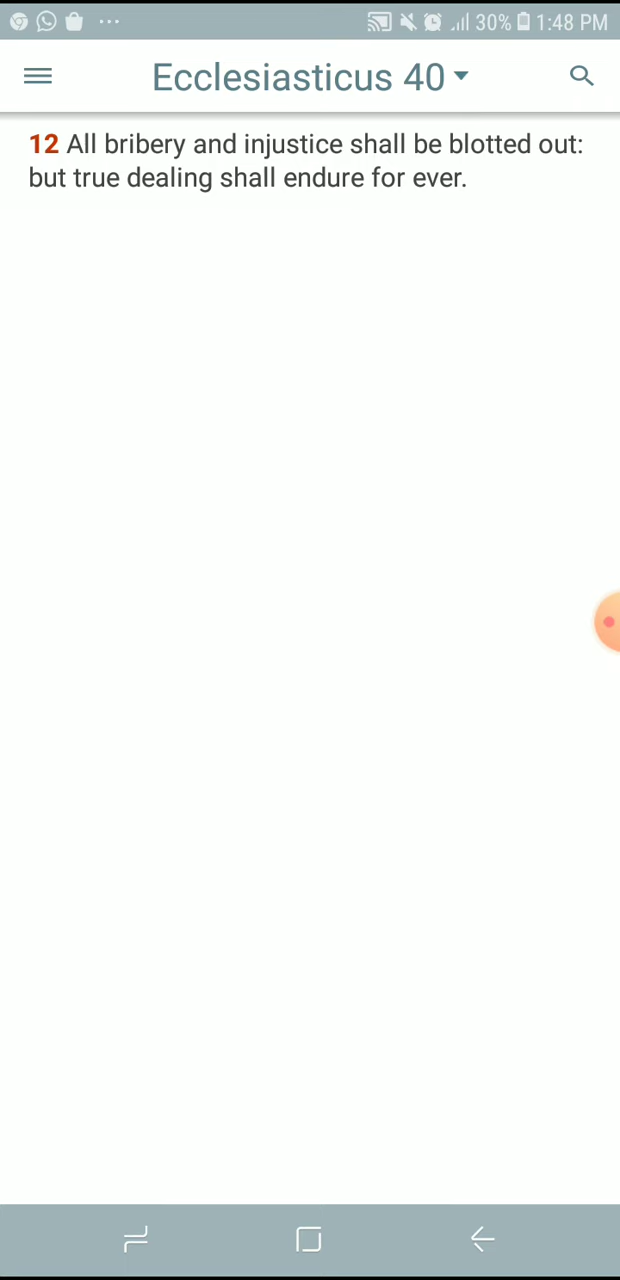 30% 1:48 PM
Ecclesiasticus 40
12 All bribery and injustice shall be blotted out:
but true dealing shall endure for ever.